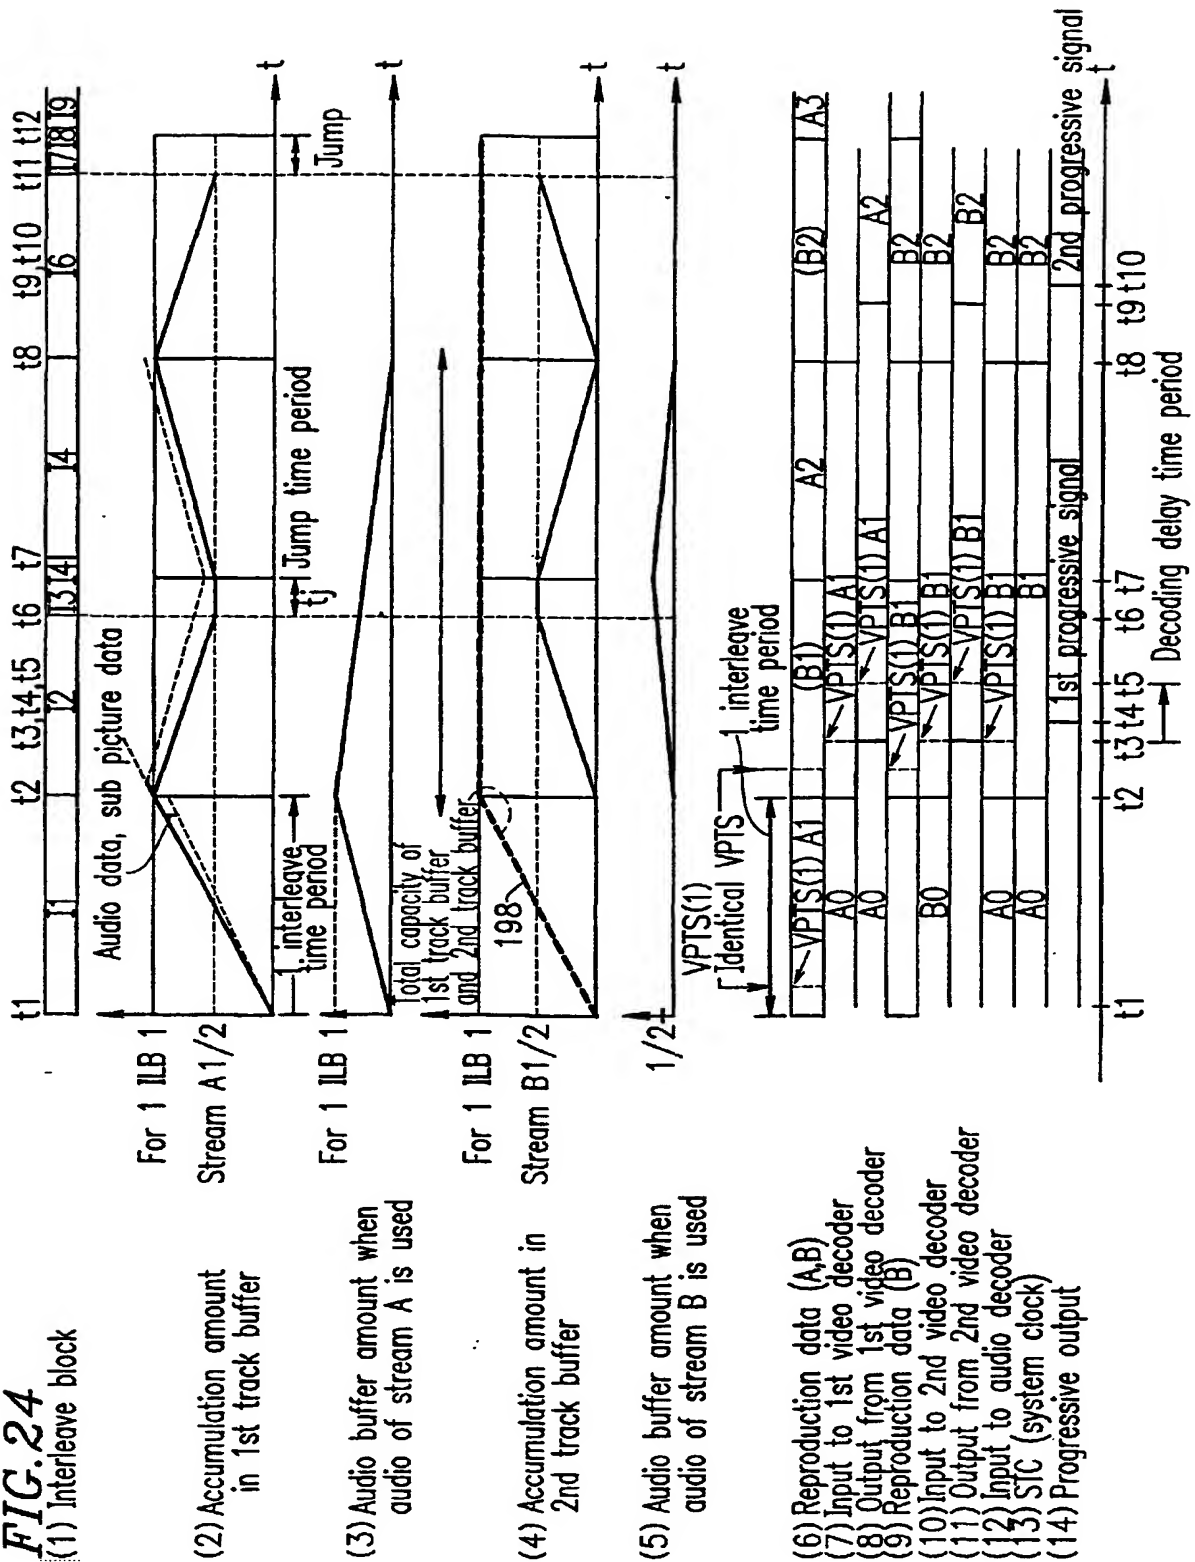 FIG.24
(1) Interleave block
t1
t2
t3,t4,t5
t6
t7
t8
t9,t10
t11
t12
I1
I2
I3
I4
I4
I6
I7
I8
I9
(2) Accumulation amount
in 1st track buffer
For 1 ILB 1
Stream A1/2
Audio data, sub picture data
1 interleave
time period
tj
Jump time period
Jump
t
(3) Audio buffer amount when
audio of stream A is used
For 1 ILB 1
t
(4) Accumulation amount in
2nd track buffer
For 1 ILB 1
Stream B1/2
Total capacity of
1st track buffer
and 2nd track buffer
198
t
(5) Audio buffer amount when
audio of stream B is used
1/2
t
VPTS(1)
Identical VPTS
1 interleave
time period
(6) Reproduction data (A,B)
VPTS(1) A1
(B1)
A2
(B2)
A3
(7) Input to 1st video decoder
A0
VPTS(1) A1
(8) Output from 1st video decoder
A0
VPTS(1) A1
A2
(9) Reproduction data (B)
VPTS(1) B1
B2
(10) Input to 2nd video decoder
B0
VPTS(1) B1
B2
(11) Output from 2nd video decoder
VPTS(1) B1
B2
(12) Input to audio decoder
A0
VPTS(1) B1
B2
(13) STC (system clock)
A0
B1
B2
(14) Progressive output
1st progressive signal
2nd progressive signal
t1
t2
t3
t4
t5
t6
t7
t8
t9
t10
t
Decoding delay time period